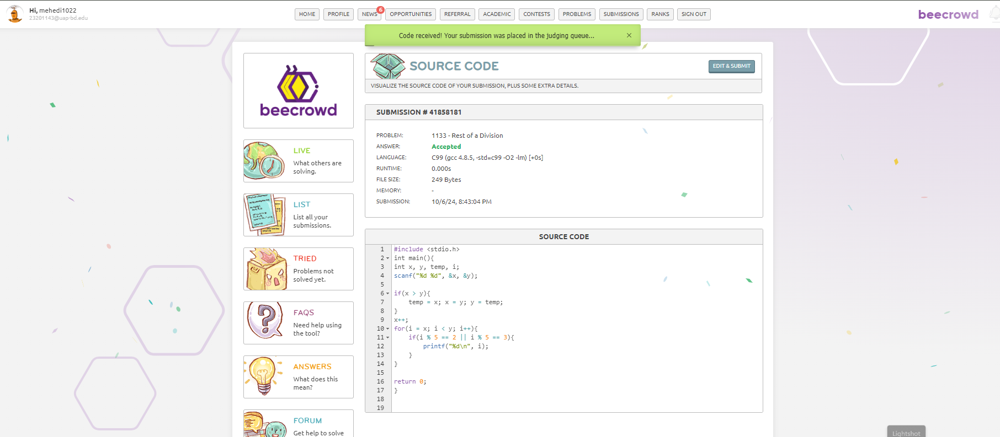 Hi, mehedi1022
23201143@uap-bd.edu
HOME
PROFILE
NEWS
6
OPPORTUNITIES
REFERRAL
ACADEMIC
CONTESTS
PROBLEMS
SUBMISSIONS
RANKS
SIGN OUT
beecrowd
Code received! Your submission was placed in the judging queue...
×
beecrowd
SOURCE CODE
EDIT & SUBMIT
VISUALIZE THE SOURCE CODE OF YOUR SUBMISSION, PLUS SOME EXTRA DETAILS.
LIVE
What others are
solving.
LIST
List all your
submissions.
TRIED
Problems not
solved yet.
FAQS
Need help using
the tool?
ANSWERS
What does this
mean?
FORUM
Get help to solve
SUBMISSION # 41858181
PROBLEM: 1133 - Rest of a Division
ANSWER: Accepted
LANGUAGE: C99 (gcc 4.8.5, -std=c99 -O2 -lm) [+0s]
RUNTIME: 0.000s
FILE SIZE: 249 Bytes
MEMORY: -
SUBMISSION: 10/6/24, 8:43:04 PM
SOURCE CODE
1 #include <stdio.h>
2 int main(){
3 int x, y, temp, i;
4 scanf("%d %d", &x, &y);
5
6 if(x > y){
7     temp = x; x = y; y = temp;
8 }
9 x++;
10 for(i = x; i < y; i++){
11     if(i % 5 == 2 || i % 5 == 3){
12         printf("%d\n", i);
13     }
14 }
15
16 return 0;
17 }
18
19
Lightshot